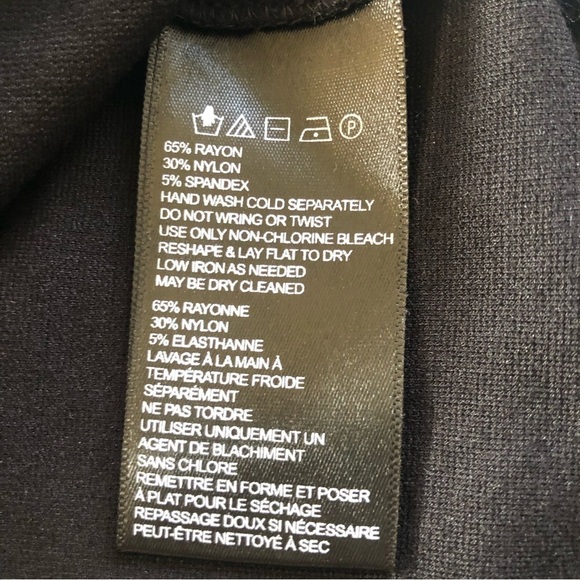 P
65% RAYON
30% NYLON
5% SPANDEX
HAND WASH COLD SEPARATELY
DO NOT WRING OR TWIST
USE ONLY NON-CHLORINE BLEACH
RESHAPE & LAY FLAT TO DRY
LOW IRON AS NEEDED
MAY BE DRY CLEANED
65% RAYONNE
30% NYLON
5% ELASTHANNE
LAVAGE À LA MAIN À
TEMPÉRATURE FROIDE
SÉPARÉMENT
NE PAS TORDRE
UTILISER UNIQUEMENT UN
AGENT DE BLACHIMENT
SANS CHLORE
REMETTRE EN FORME ET POSER
À PLAT POUR LE SÉCHAGE
REPASSAGE DOUX SI NÉCESSAIRE
PEUT-ÊTRE NETTOYÉ À SEC